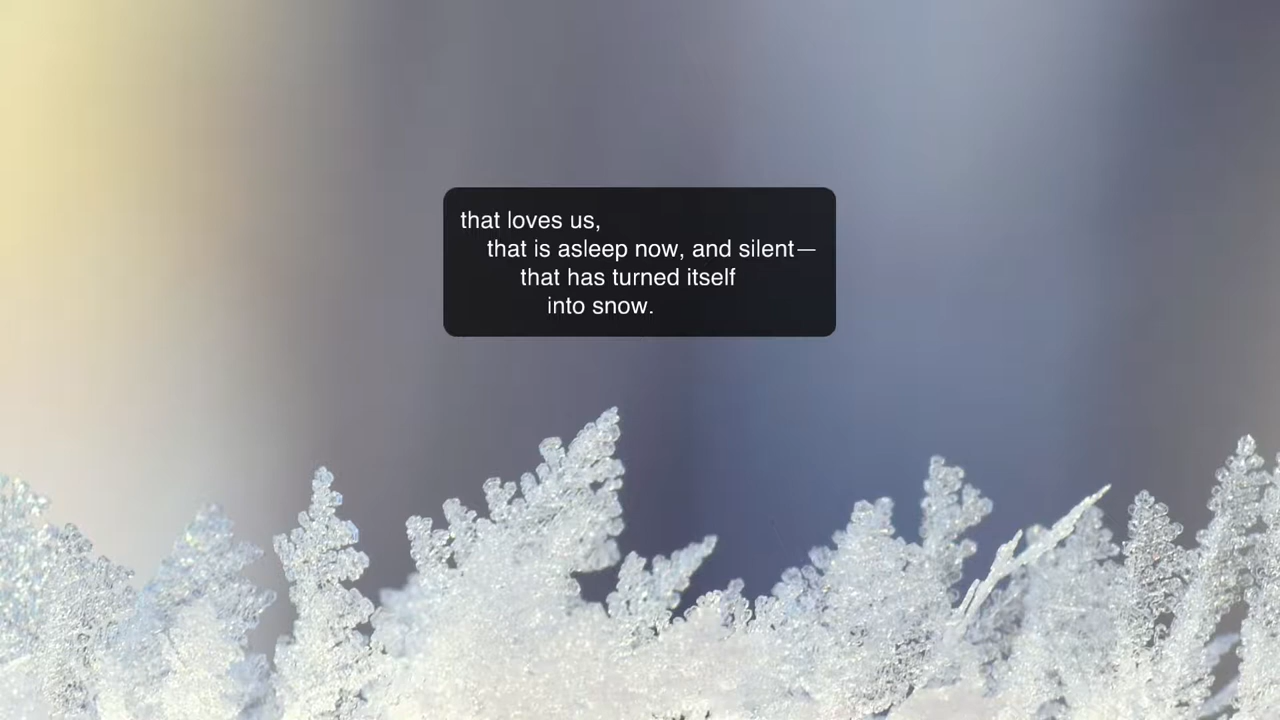 that loves us,
that is asleep now, and silent—
that has turned itself
into snow.